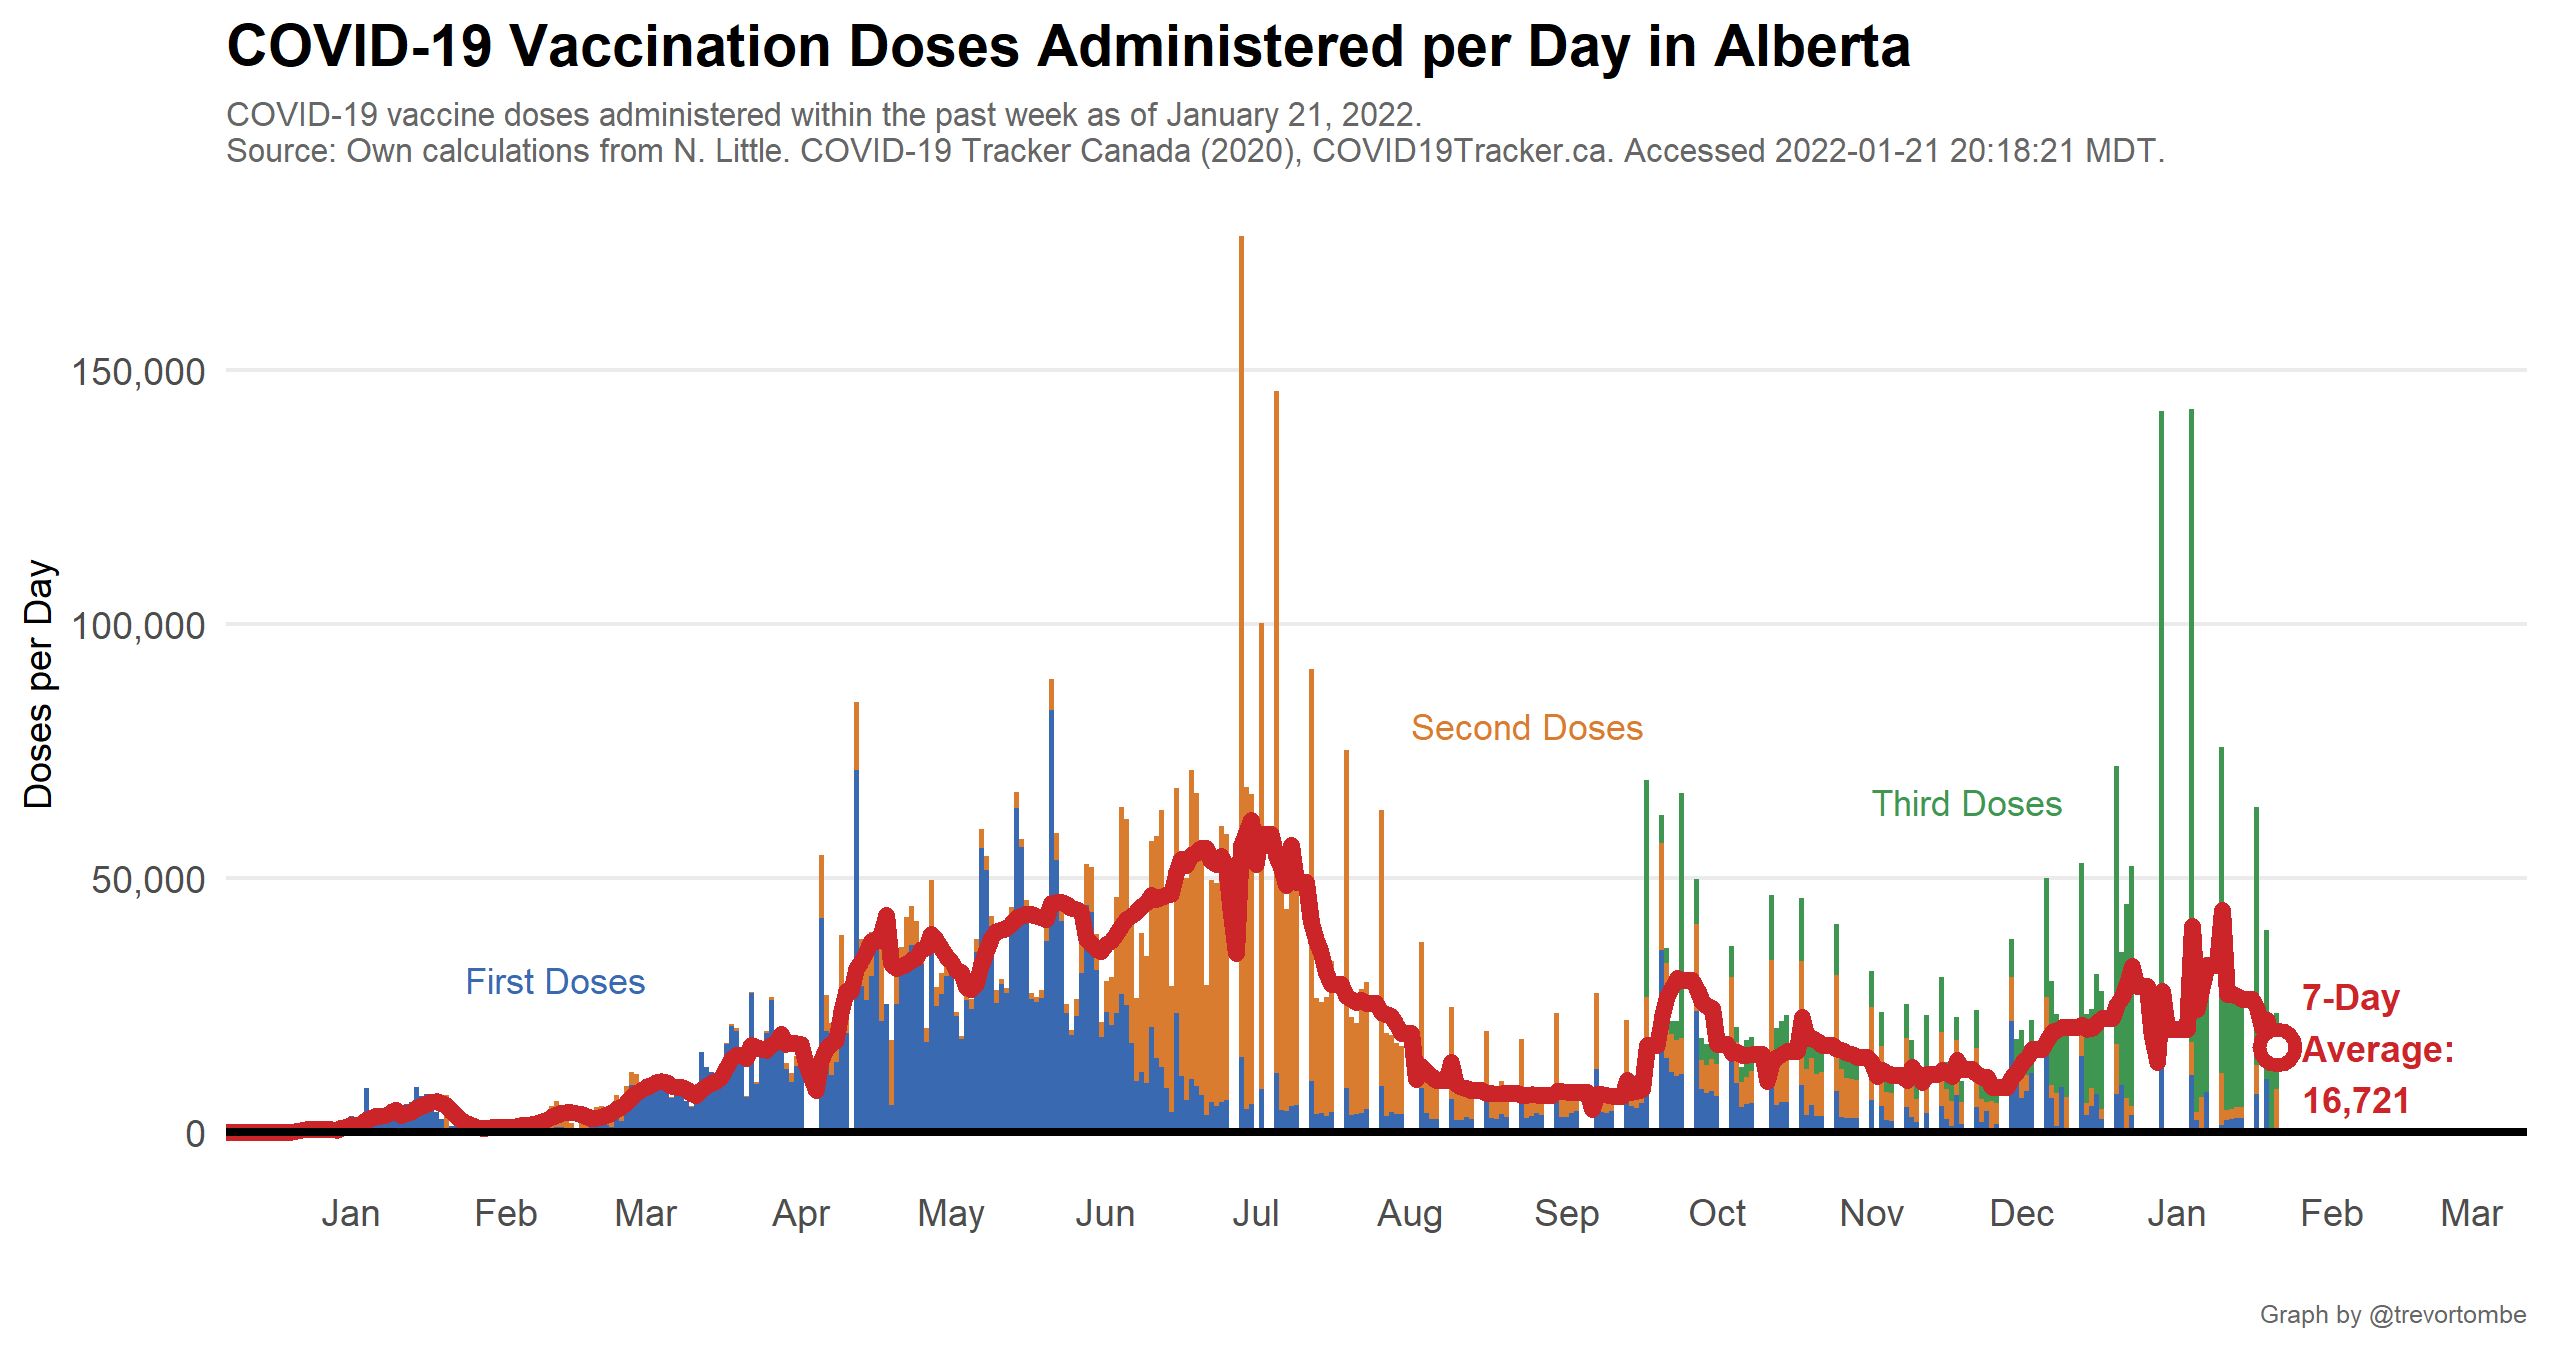 COVID-19 Vaccination Doses Administered per Day in Alberta
COVID-19 vaccine doses administered within the past week as of January 21, 2022.
Source: Own calculations from N. Little. COVID-19 Tracker Canada (2020), COVID19Tracker.ca. Accessed 2022-01-21 20:18:21 MDT.
Doses per Day
150,000
100,000
50,000
0
First Doses
Second Doses
Third Doses
7-Day
Average:
16,721
Jan Feb Mar Apr May Jun Jul Aug Sep Oct Nov Dec Jan Feb Mar
Graph by @trevortombe